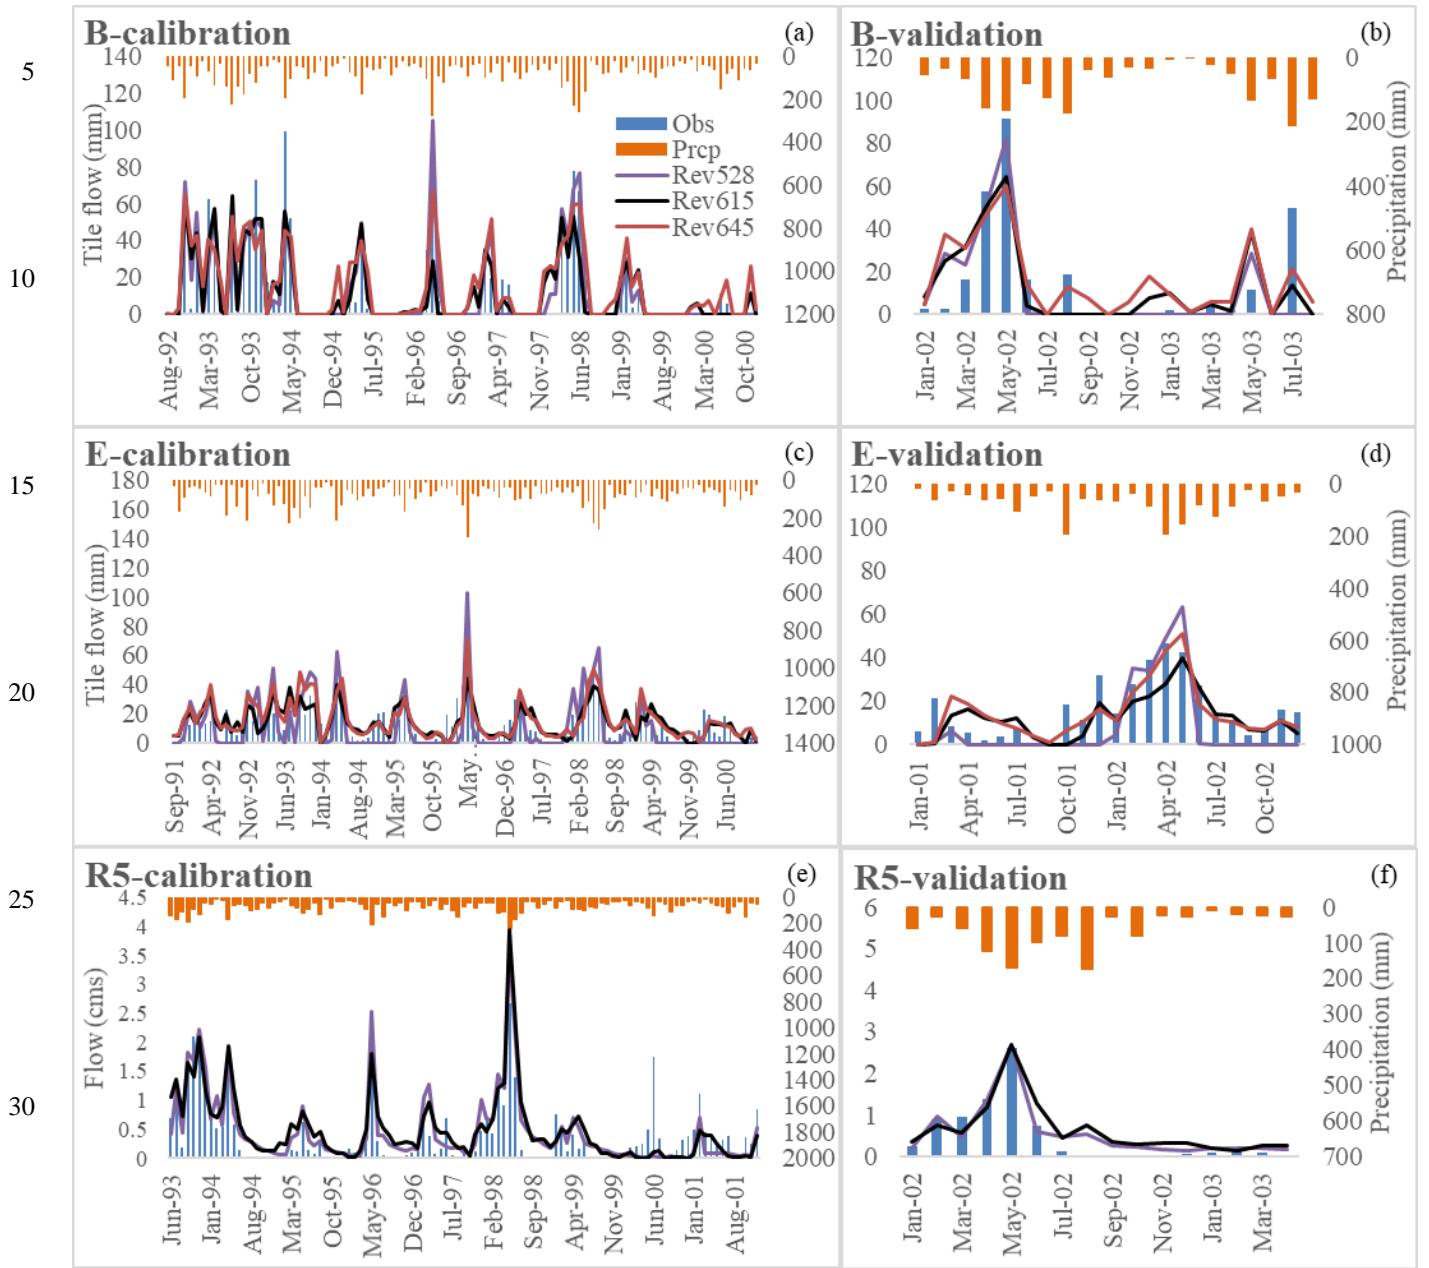 5
10
15
20
25
30
B-calibration
(a)
140
120
100
80
60
40
20
0
Tile flow (mm)
0
200
400
600
800
1000
1200
Obs
Prcp
Rev528
Rev615
Rev645
Aug-92
Mar-93
Oct-93
May-94
Dec-94
Jul-95
Feb-96
Sep-96
Apr-97
Nov-97
Jun-98
Jan-99
Aug-99
Mar-00
Oct-00
B-validation
(b)
120
100
80
60
40
20
0
0
200
400
600
800
Precipitation (mm)
Jan-02
Mar-02
May-02
Jul-02
Sep-02
Nov-02
Jan-03
Mar-03
May-03
Jul-03
E-calibration
(c)
180
160
140
120
100
80
60
40
20
0
Tile flow (mm)
0
200
400
600
800
1000
1200
1400
Sep-91
Apr-92
Nov-92
Jun-93
Jan-94
Aug-94
Mar-95
Oct-95
May…
Dec-96
Jul-97
Feb-98
Sep-98
Apr-99
Nov-99
Jun-00
E-validation
(d)
120
100
80
60
40
20
0
0
200
400
600
800
1000
Precipitation (mm)
Jan-01
Apr-01
Jul-01
Oct-01
Jan-02
Apr-02
Jul-02
Oct-02
R5-calibration
(e)
4.5
4
3.5
3
2.5
2
1.5
1
0.5
0
Flow (cms)
0
200
400
600
800
1000
1200
1400
1600
1800
2000
Jun-93
Jan-94
Aug-94
Mar-95
Oct-95
May-96
Dec-96
Jul-97
Feb-98
Sep-98
Apr-99
Nov-99
Jun-00
Jan-01
Aug-01
R5-validation
(f)
6
5
4
3
2
1
0
0
100
200
300
400
500
600
700
Precipitation (mm)
Jan-02
Mar-02
May-02
Jul-02
Sep-02
Nov-02
Jan-03
Mar-03